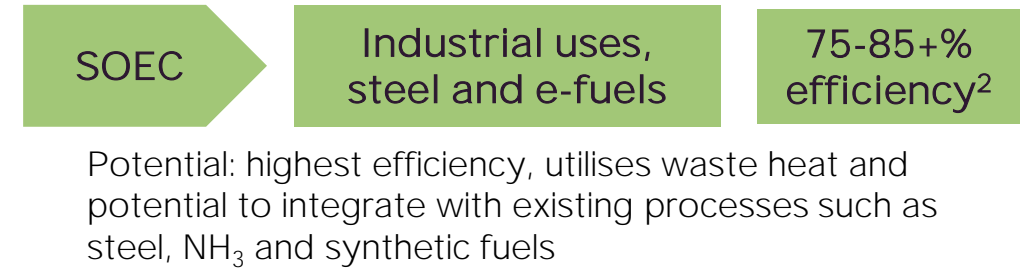 SOEC
Industrial uses,
steel and e-fuels
75-85+%
efficiency²
Potential: highest efficiency, utilises waste heat and
potential to integrate with existing processes such as
steel, NH₃ and synthetic fuels